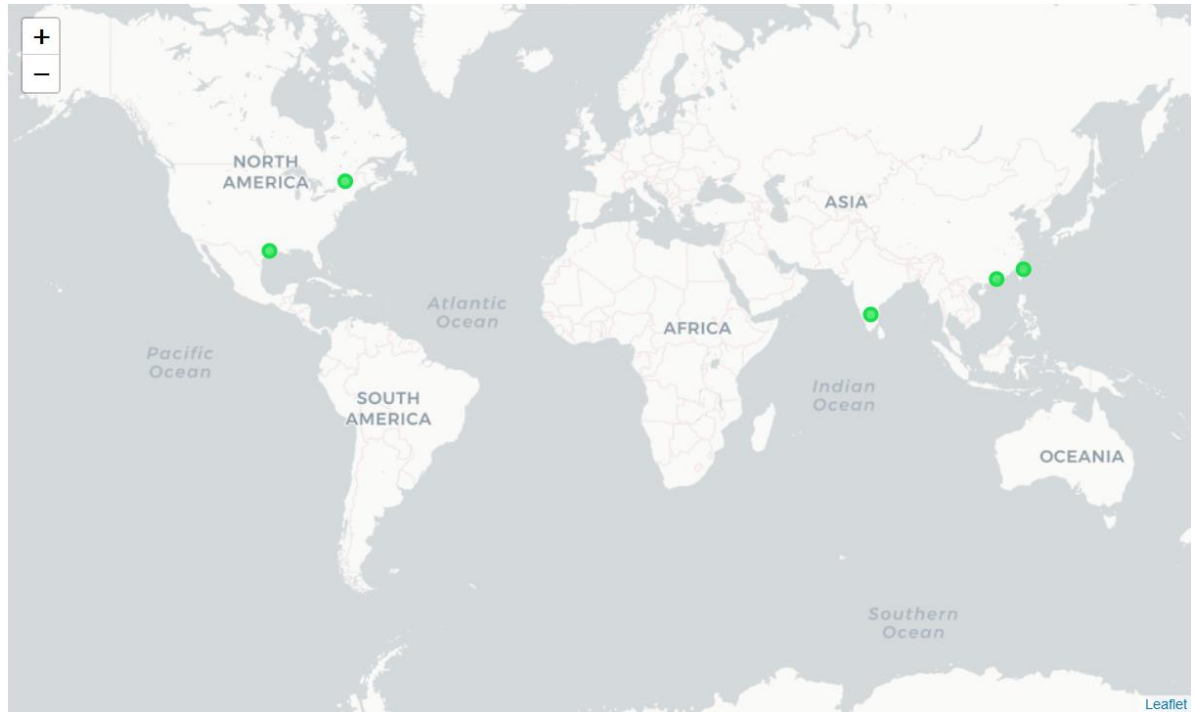 +
−
NORTH
AMERICA
ASIA
Atlantic
Ocean
AFRICA
Pacific
Ocean
SOUTH
AMERICA
Indian
Ocean
OCEANIA
Southern
Ocean
Leaflet